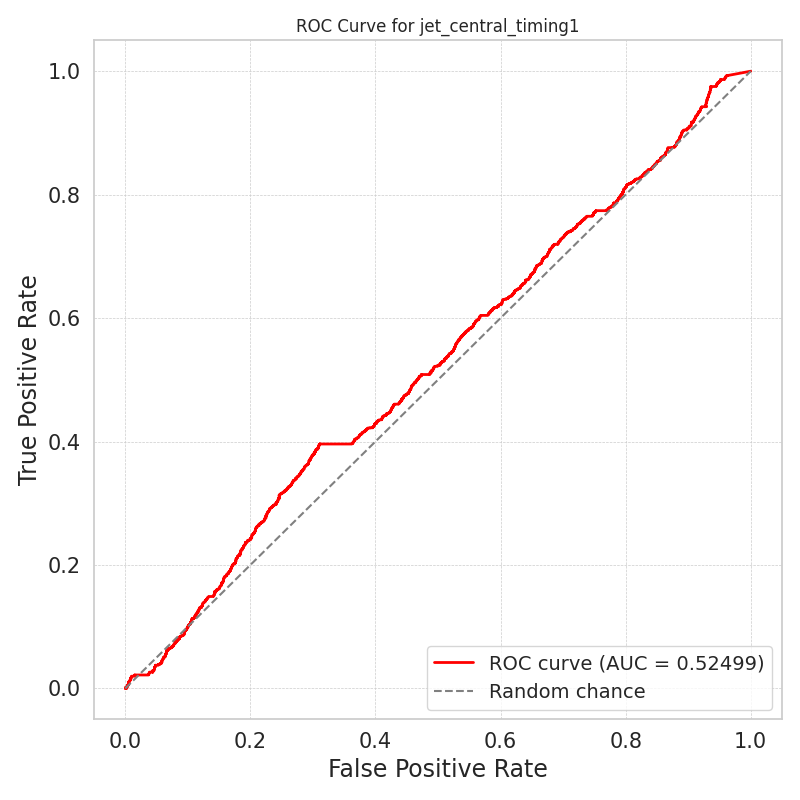 ROC Curve for jet_central_timing1
True Positive Rate
1.0
0.8
0.6
0.4
0.2
0.0
ROC curve (AUC = 0.52499)
Random chance
0.0 0.2 0.4 0.6 0.8 1.0
False Positive Rate